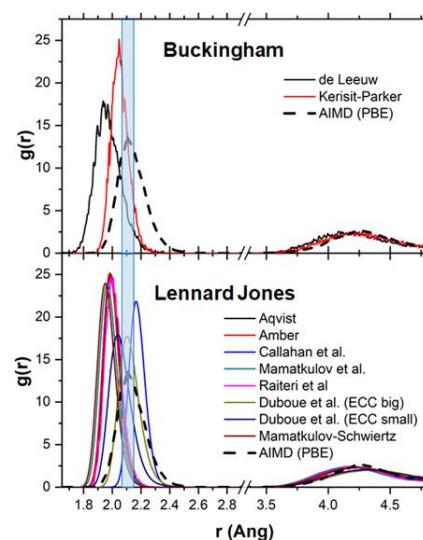 25
20
15
10
5
0
g(r)
Buckingham
de Leeuw
Kerisit-Parker
AIMD (PBE)
25
20
15
10
5
0
g(r)
Lennard Jones
Aqvist
Amber
Callahan et al.
Mamatkulov et al.
Raiteri et al
Duboue et al. (ECC big)
Duboue et al. (ECC small)
Mamatkulov-Schwiertz
AIMD (PBE)
1.8 2.0 2.2 2.4 2.6 2.8 3.5 4.0 4.5
r (Ang)